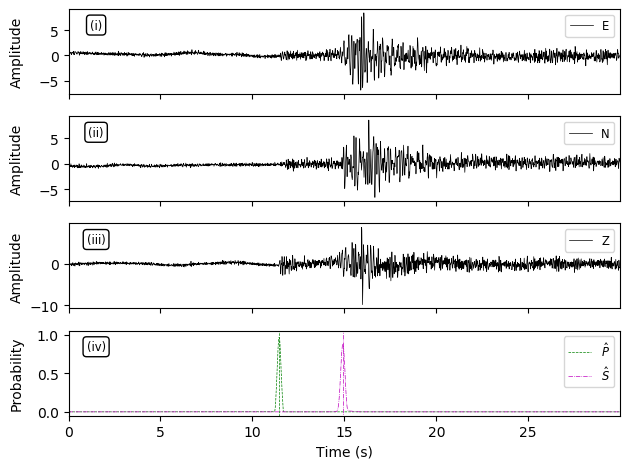 (i)
E
Amplitude
5
0
−5
(ii)
N
Amplitude
5
0
−5
(iii)
Z
Amplitude
0
−10
(iv)
P̂
Ŝ
Probability
1.0
0.5
0.0
0 5 10 15 20 25
Time (s)